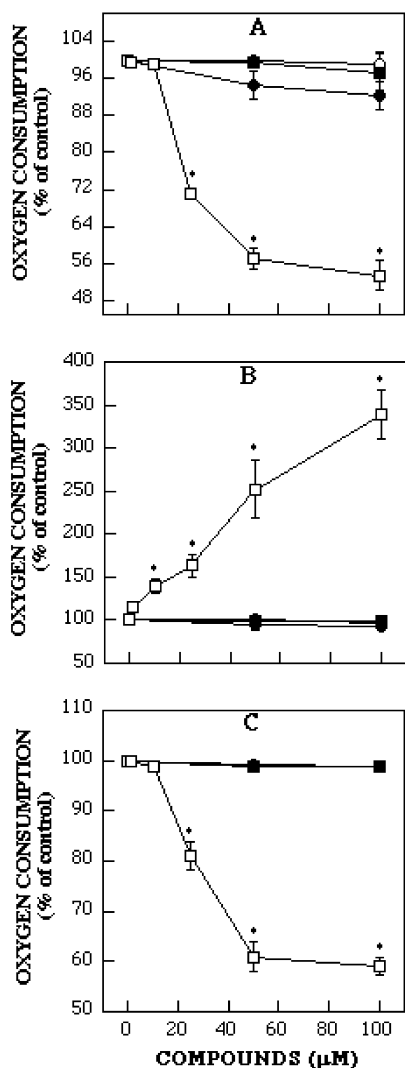 A
OXYGEN CONSUMPTION
(% of control)
104
96
88
80
72
64
56
48
B
OXYGEN CONSUMPTION
(% of control)
400
350
300
250
200
150
100
50
C
OXYGEN CONSUMPTION
(% of control)
110
100
90
80
70
60
50
0 20 40 60 80 100
COMPOUNDS (µM)